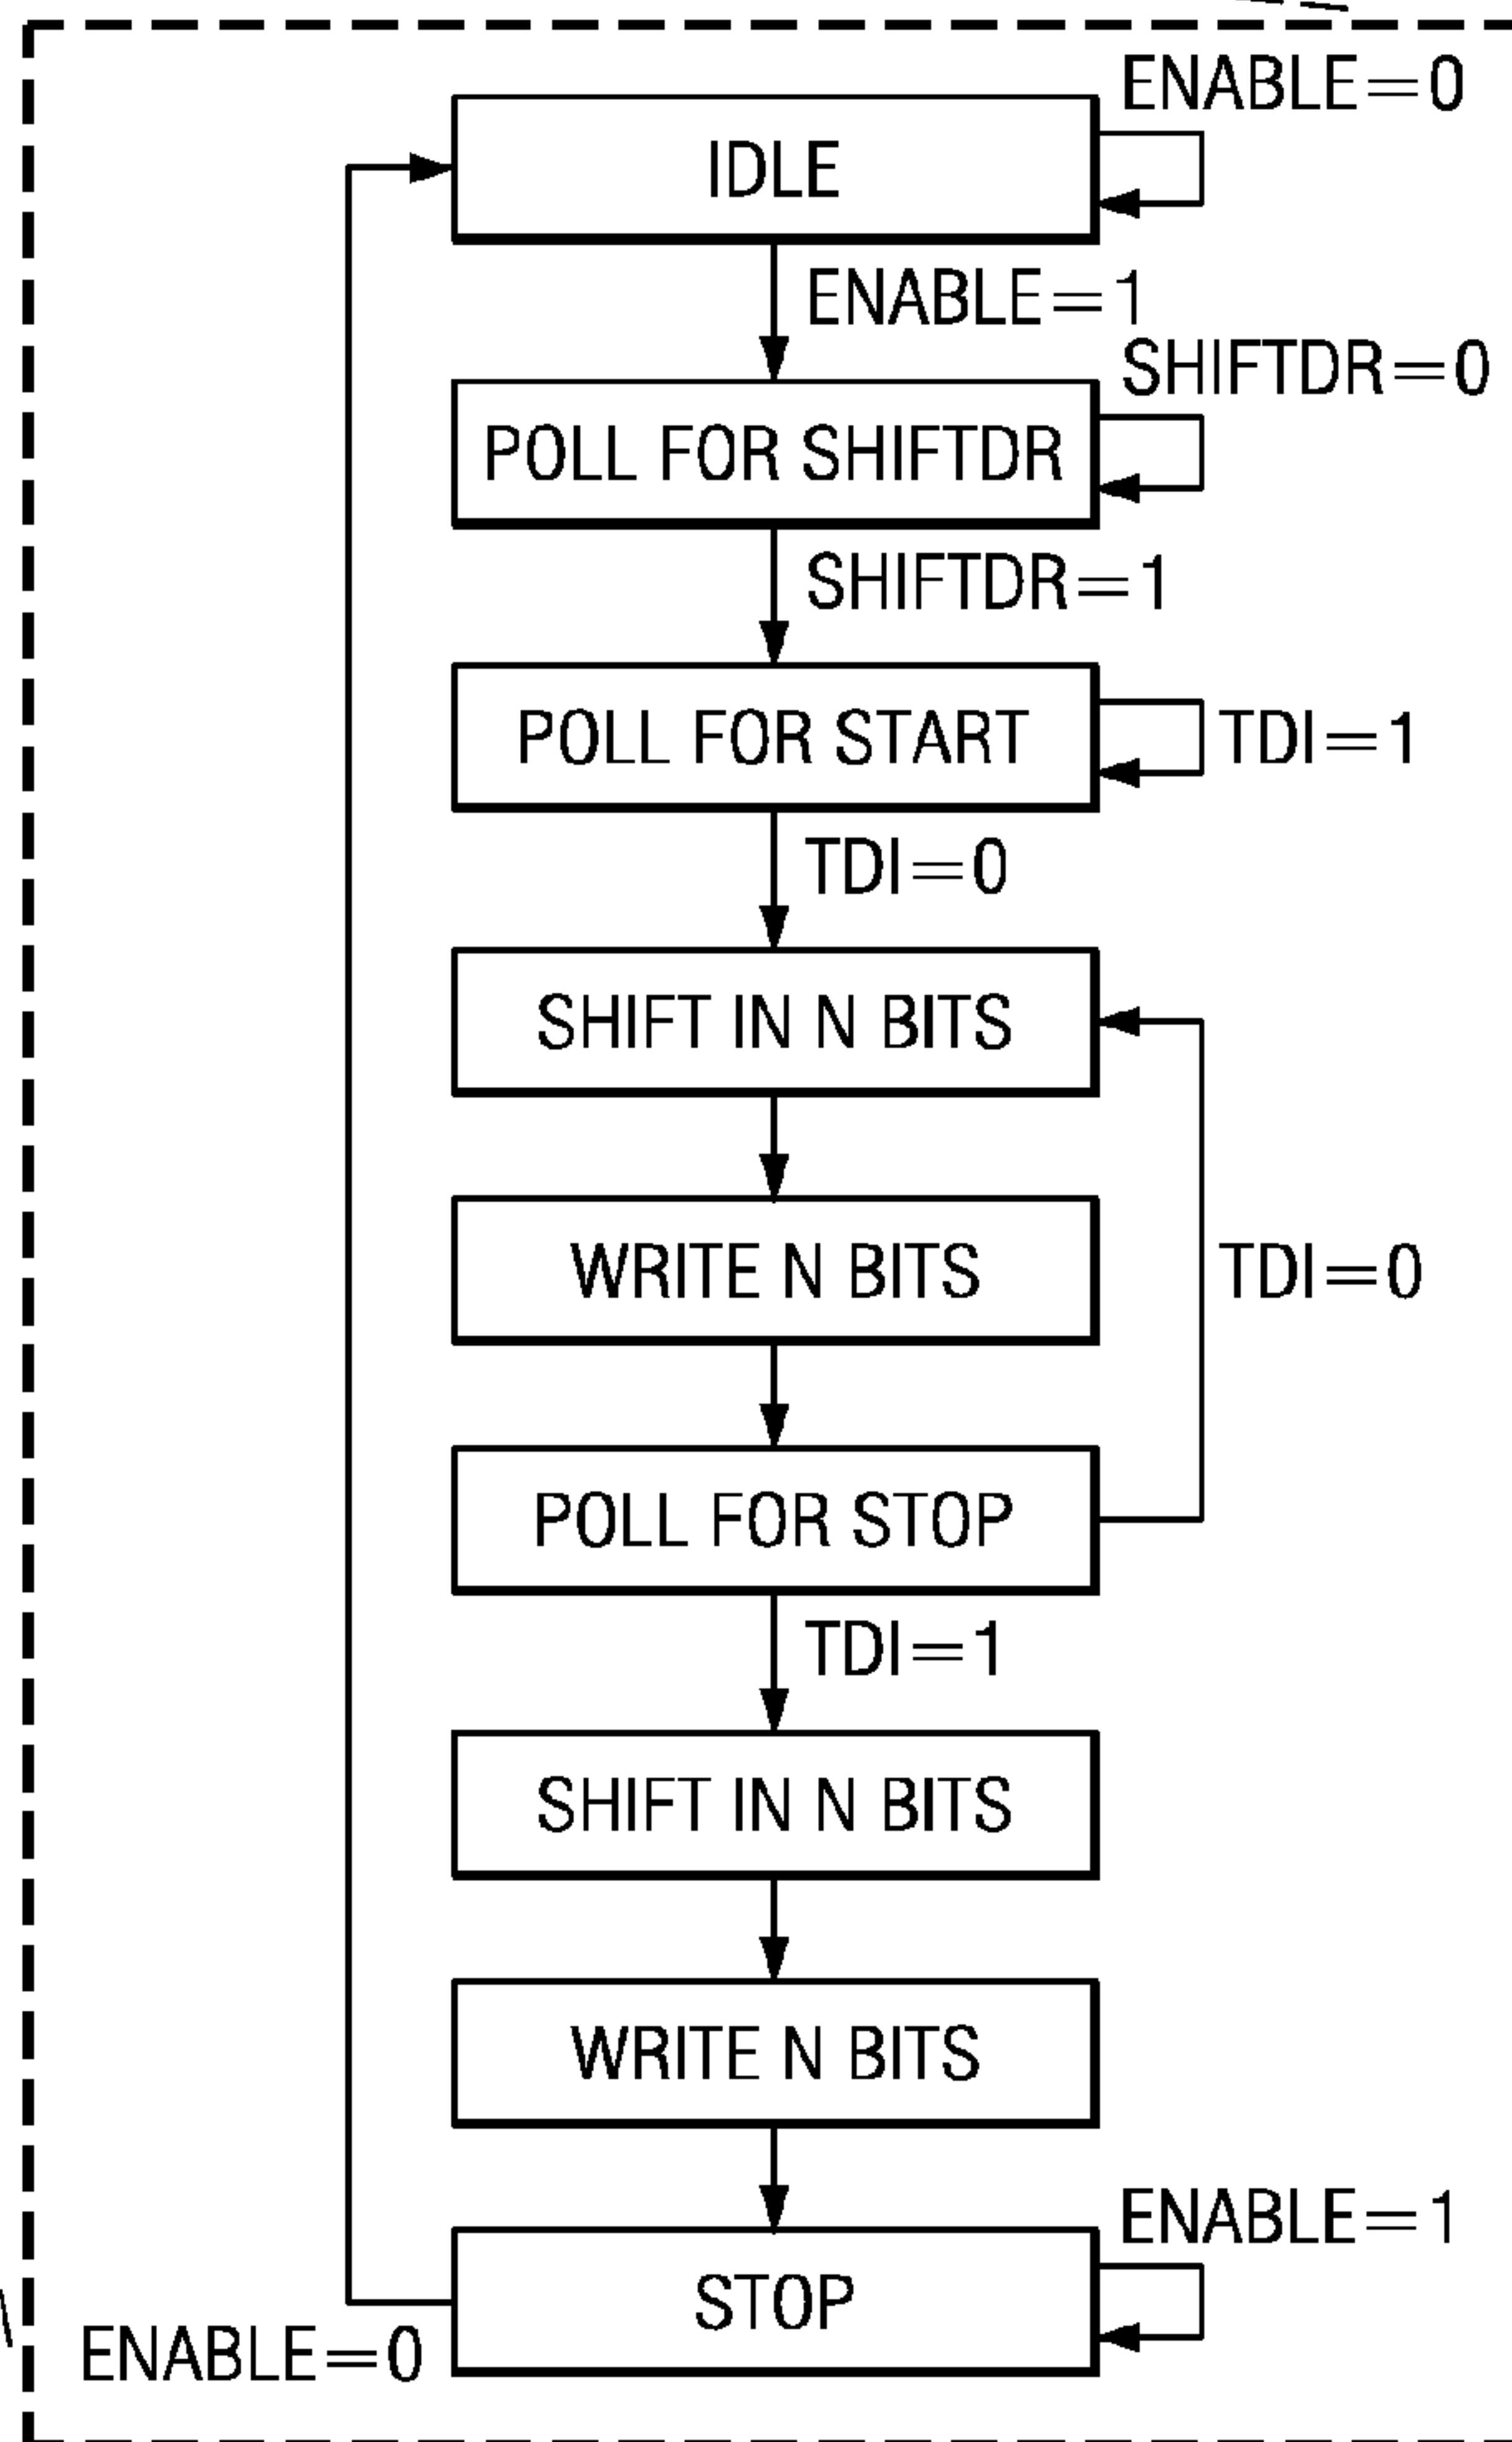 ENABLE=0
IDLE
ENABLE=1
SHIFTDR=0
POLL FOR SHIFTDR
SHIFTDR=1
POLL FOR START
TDI=1
TDI=0
SHIFT IN N BITS
WRITE N BITS
TDI=0
POLL FOR STOP
TDI=1
SHIFT IN N BITS
WRITE N BITS
ENABLE=1
STOP
ENABLE=0